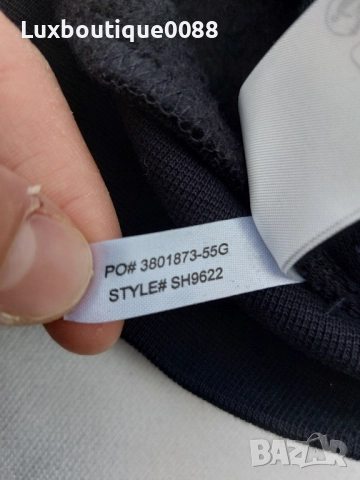 Luxboutique0088
PO# 3801873-55G
STYLE# SH9622
BAZAR